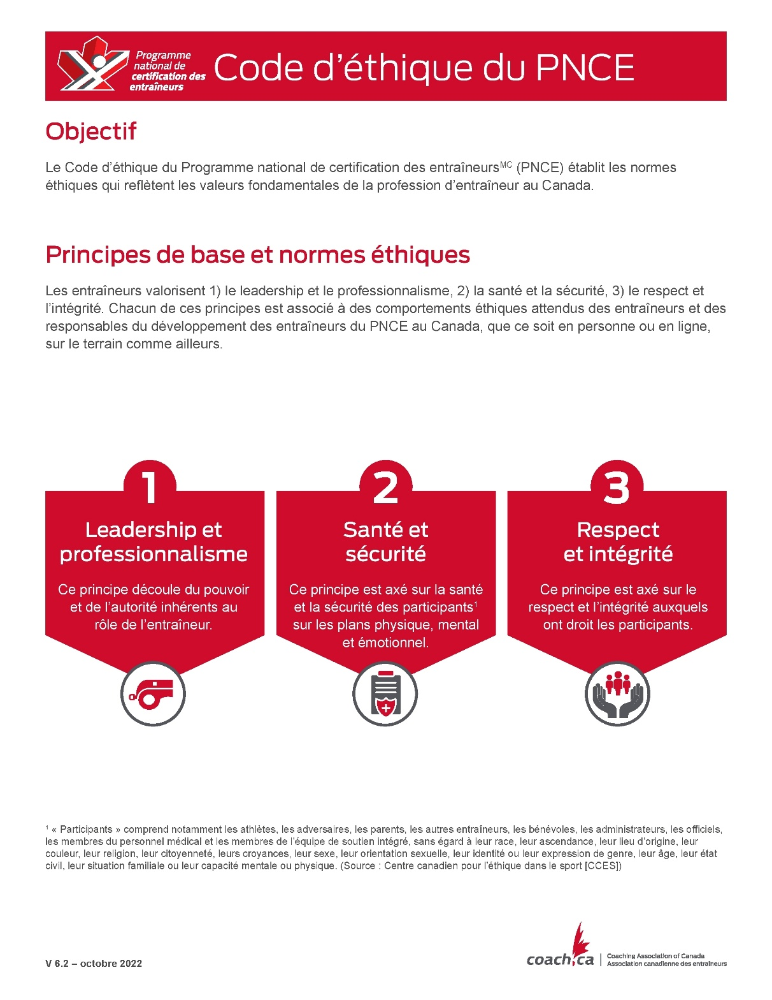 Programme
national de
certification des
entraîneurs
Code d’éthique du PNCE
Objectif
Le Code d’éthique du Programme national de certification des entraîneursMC (PNCE) établit les normes
éthiques qui reflètent les valeurs fondamentales de la profession d’entraîneur au Canada.
Principes de base et normes éthiques
Les entraîneurs valorisent 1) le leadership et le professionnalisme, 2) la santé et la sécurité, 3) le respect et
l’intégrité. Chacun de ces principes est associé à des comportements éthiques attendus des entraîneurs et des
responsables du développement des entraîneurs du PNCE au Canada, que ce soit en personne ou en ligne,
sur le terrain comme ailleurs.
1
Leadership et
professionnalisme
Ce principe découle du pouvoir
et de l’autorité inhérents au
rôle de l’entraîneur.
2
Santé et
sécurité
Ce principe est axé sur la santé
et la sécurité des participants¹
sur les plans physique, mental
et émotionnel.
3
Respect
et intégrité
Ce principe est axé sur le
respect et l’intégrité auxquels
ont droit les participants.
¹ « Participants » comprend notamment les athlètes, les adversaires, les parents, les autres entraîneurs, les bénévoles, les administrateurs, les officiels,
les membres du personnel médical et les membres de l’équipe de soutien intégré, sans égard à leur race, leur ascendance, leur lieu d’origine, leur
couleur, leur religion, leur citoyenneté, leurs croyances, leur sexe, leur orientation sexuelle, leur identité ou leur expression de genre, leur âge, leur état
civil, leur situation familiale ou leur capacité mentale ou physique. (Source : Centre canadien pour l’éthique dans le sport [CCES])
V 6.2 – octobre 2022
coach.ca
Coaching Association of Canada
Association canadienne des entraîneurs